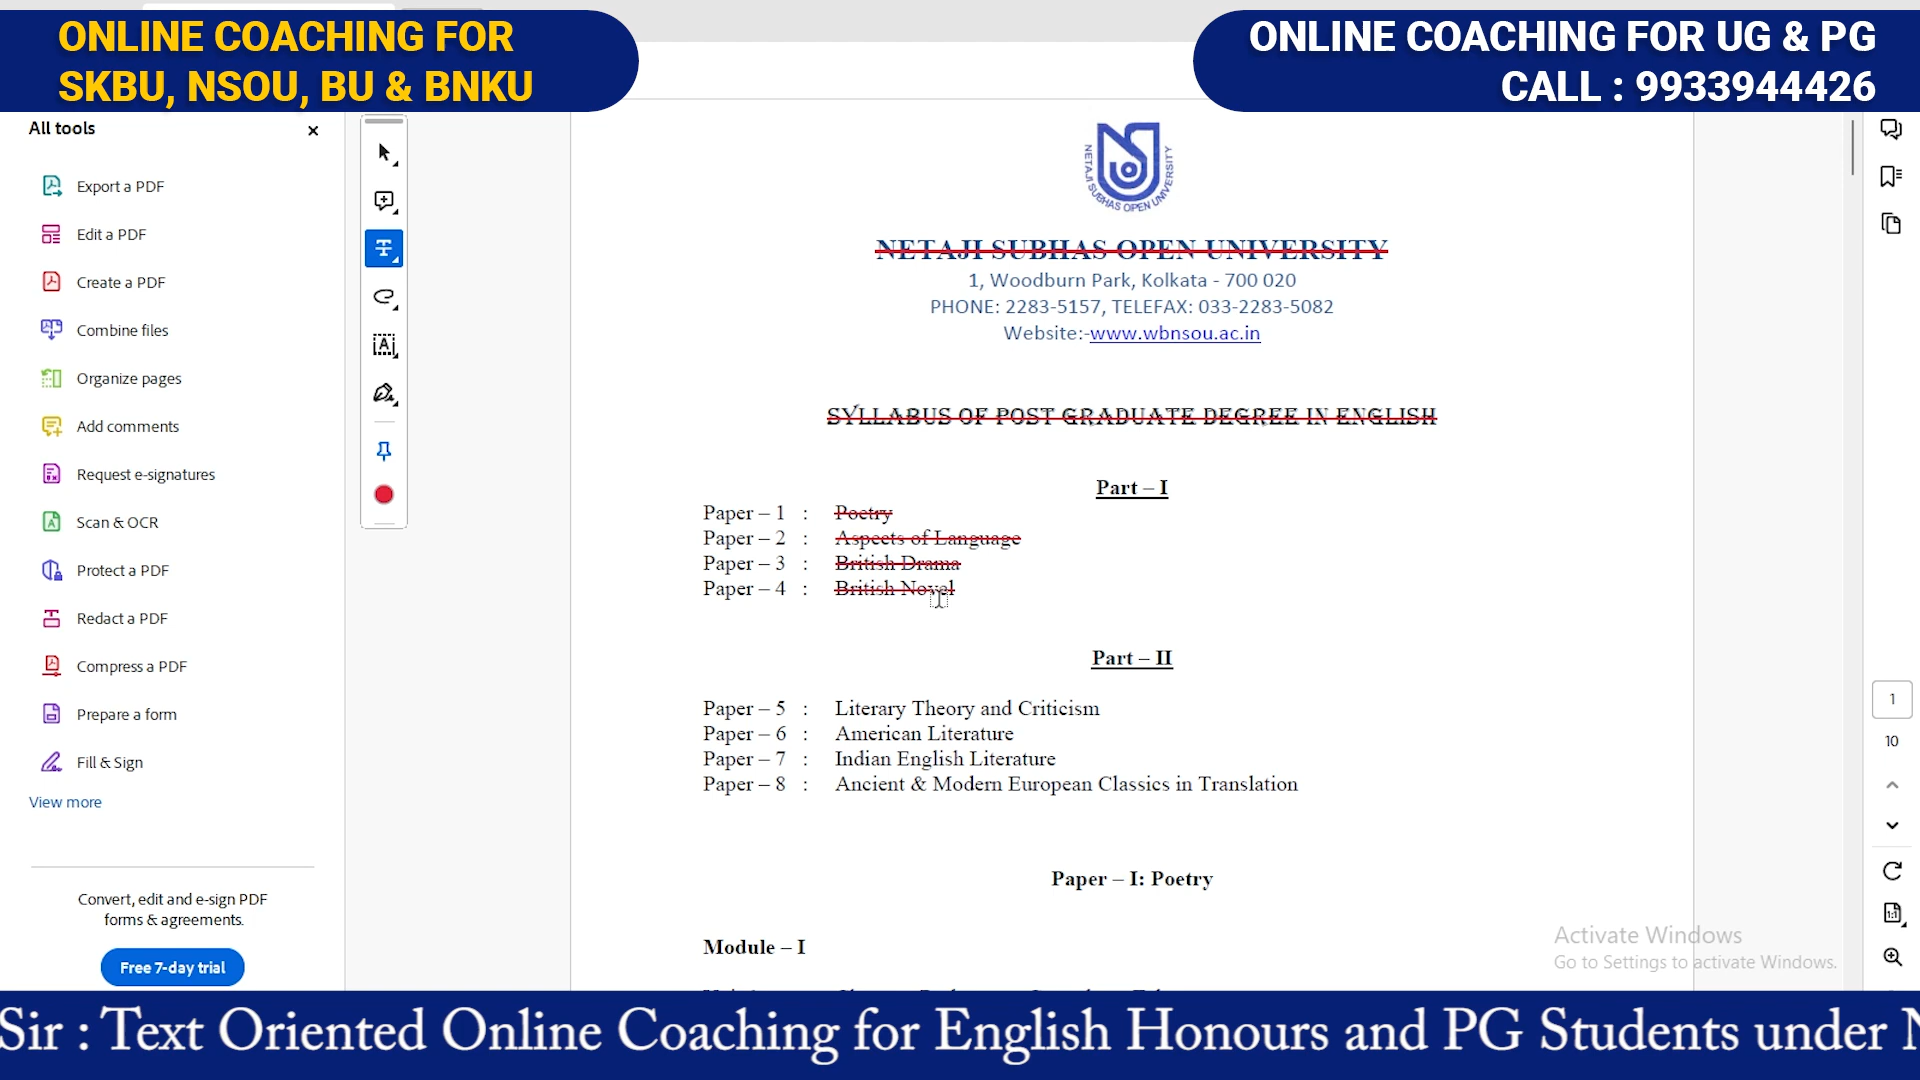 ONLINE COACHING FOR
SKBU, NSOU, BU & BNKU
ONLINE COACHING FOR UG & PG
CALL : 9933944426
All tools
Export a PDF
Edit a PDF
Create a PDF
Combine files
Organize pages
Add comments
Request e-signatures
Scan & OCR
Protect a PDF
Redact a PDF
Compress a PDF
Prepare a form
Fill & Sign
View more
Convert, edit and e-sign PDF
forms & agreements.
Free 7-day trial
NETAJI SUBHAS OPEN UNIVERSITY
NETAJI SUBHAS OPEN UNIVERSITY
1, Woodburn Park, Kolkata - 700 020
PHONE: 2283-5157, TELEFAX: 033-2283-5082
Website:-www.wbnsou.ac.in
SYLLABUS OF POST GRADUATE DEGREE IN ENGLISH
Part – I
Paper – 1 : Poetry
Paper – 2 : Aspects of Language
Paper – 3 : British Drama
Paper – 4 : British Novel
Part – II
Paper – 5 : Literary Theory and Criticism
Paper – 6 : American Literature
Paper – 7 : Indian English Literature
Paper – 8 : Ancient & Modern European Classics in Translation
Paper – I: Poetry
Module – I
1
10
Activate Windows
Go to Settings to activate Windows.
Sir : Text Oriented Online Coaching for English Honours and PG Students under N